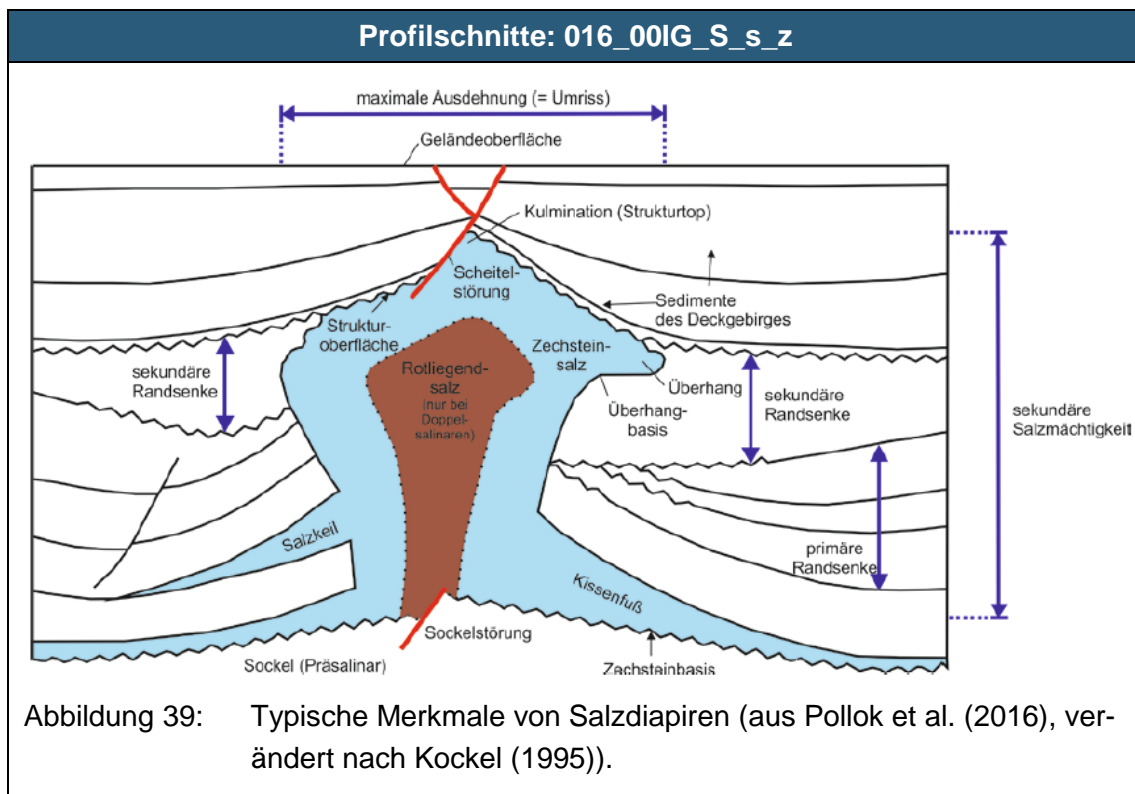 Profilschnitte: 016_00IG_S_s_z
maximale Ausdehnung (= Umriss)
Geländeoberfläche
Kulmination (Strukturtop)
Scheitel-
störung
Sedimente
des Deckgebirges
Struktur-
oberfläche
Zechstein-
salz
sekundäre
Randsenke
Rotliegend-
salz
(nur bei
Doppel-
salinaren)
Überhang
Überhang-
basis
sekundäre
Randsenke
sekundäre
Salzmächtigkeit
Salzkeil
primäre
Randsenke
Kissenfuß
Sockelstörung
Sockel (Präsalinar)
Zechsteinbasis
Abbildung 39: Typische Merkmale von Salzdiapiren (aus Pollok et al. (2016), ver-
ändert nach Kockel (1995)).